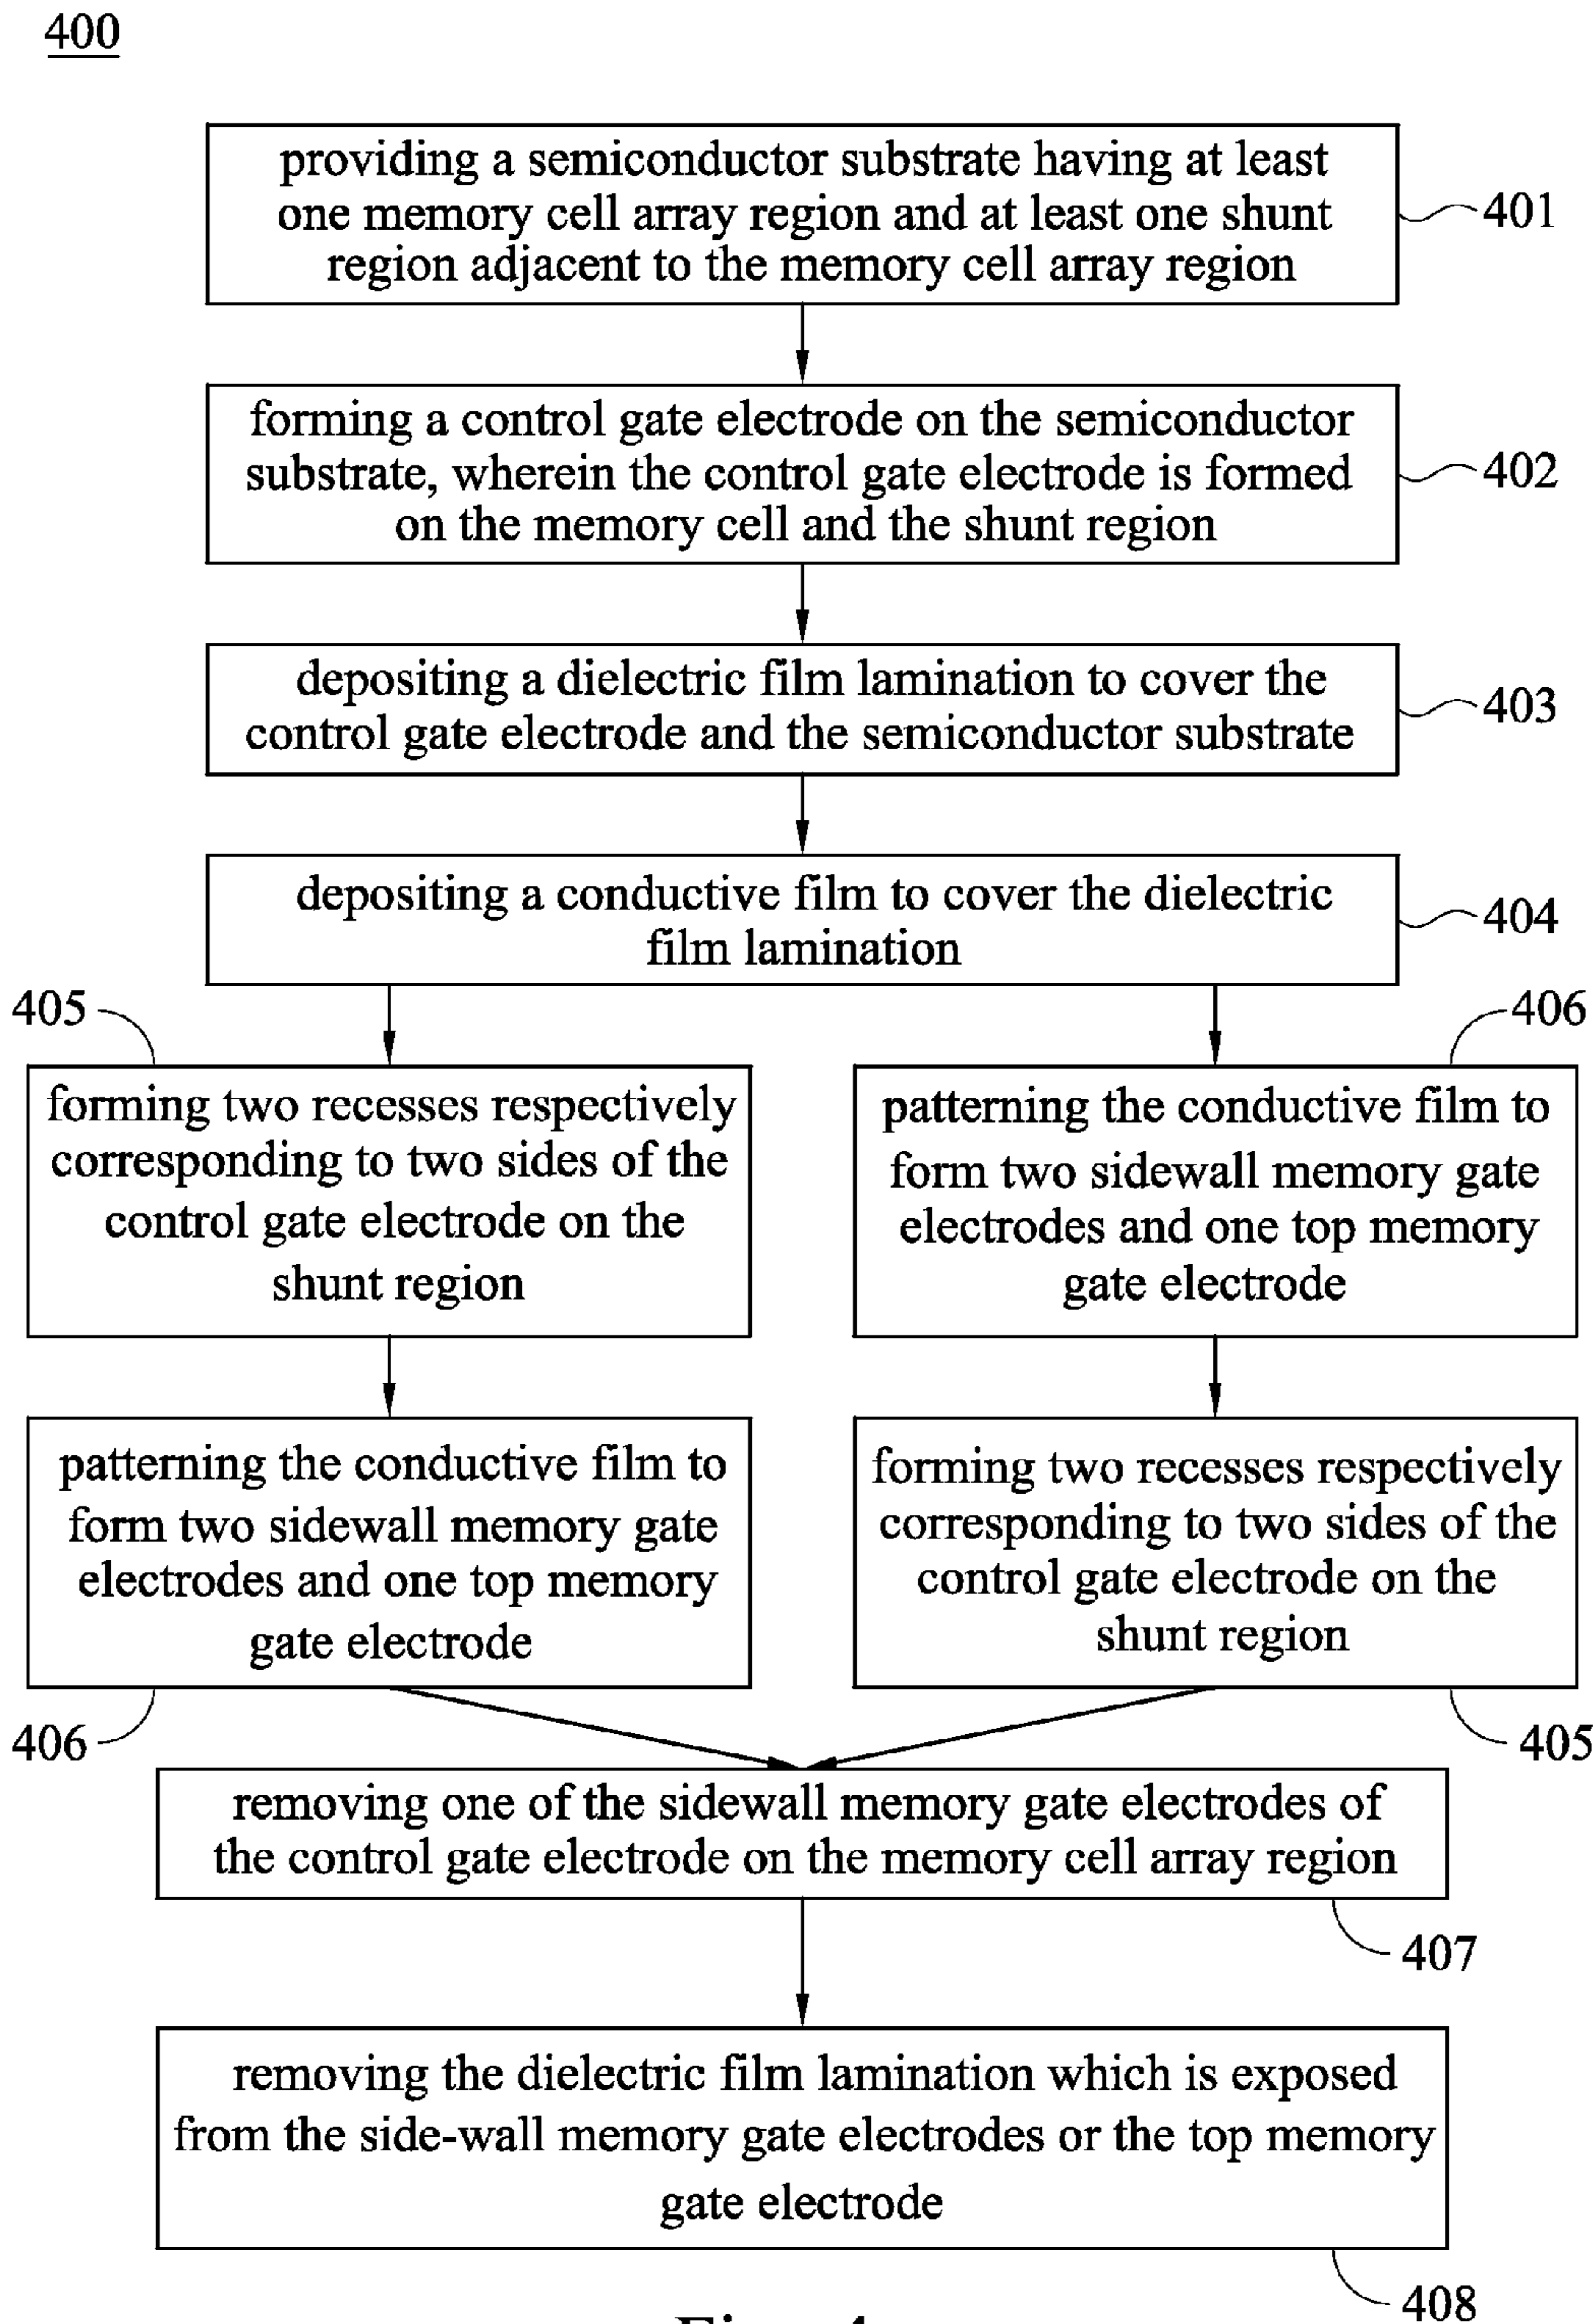 400
providing a semiconductor substrate having at least
one memory cell array region and at least one shunt
region adjacent to the memory cell array region
401
forming a control gate electrode on the semiconductor
substrate, wherein the control gate electrode is formed
on the memory cell and the shunt region
402
depositing a dielectric film lamination to cover the
control gate electrode and the semiconductor substrate
403
depositing a conductive film to cover the dielectric
film lamination
404
405
forming two recesses respectively
corresponding to two sides of the
control gate electrode on the
shunt region
406
patterning the conductive film to
form two sidewall memory gate
electrodes and one top memory
gate electrode
patterning the conductive film to
form two sidewall memory gate
electrodes and one top memory
gate electrode
406
forming two recesses respectively
corresponding to two sides of the
control gate electrode on the
shunt region
405
removing one of the sidewall memory gate electrodes of
the control gate electrode on the memory cell array region
407
removing the dielectric film lamination which is exposed
from the side-wall memory gate electrodes or the top memory
gate electrode
408